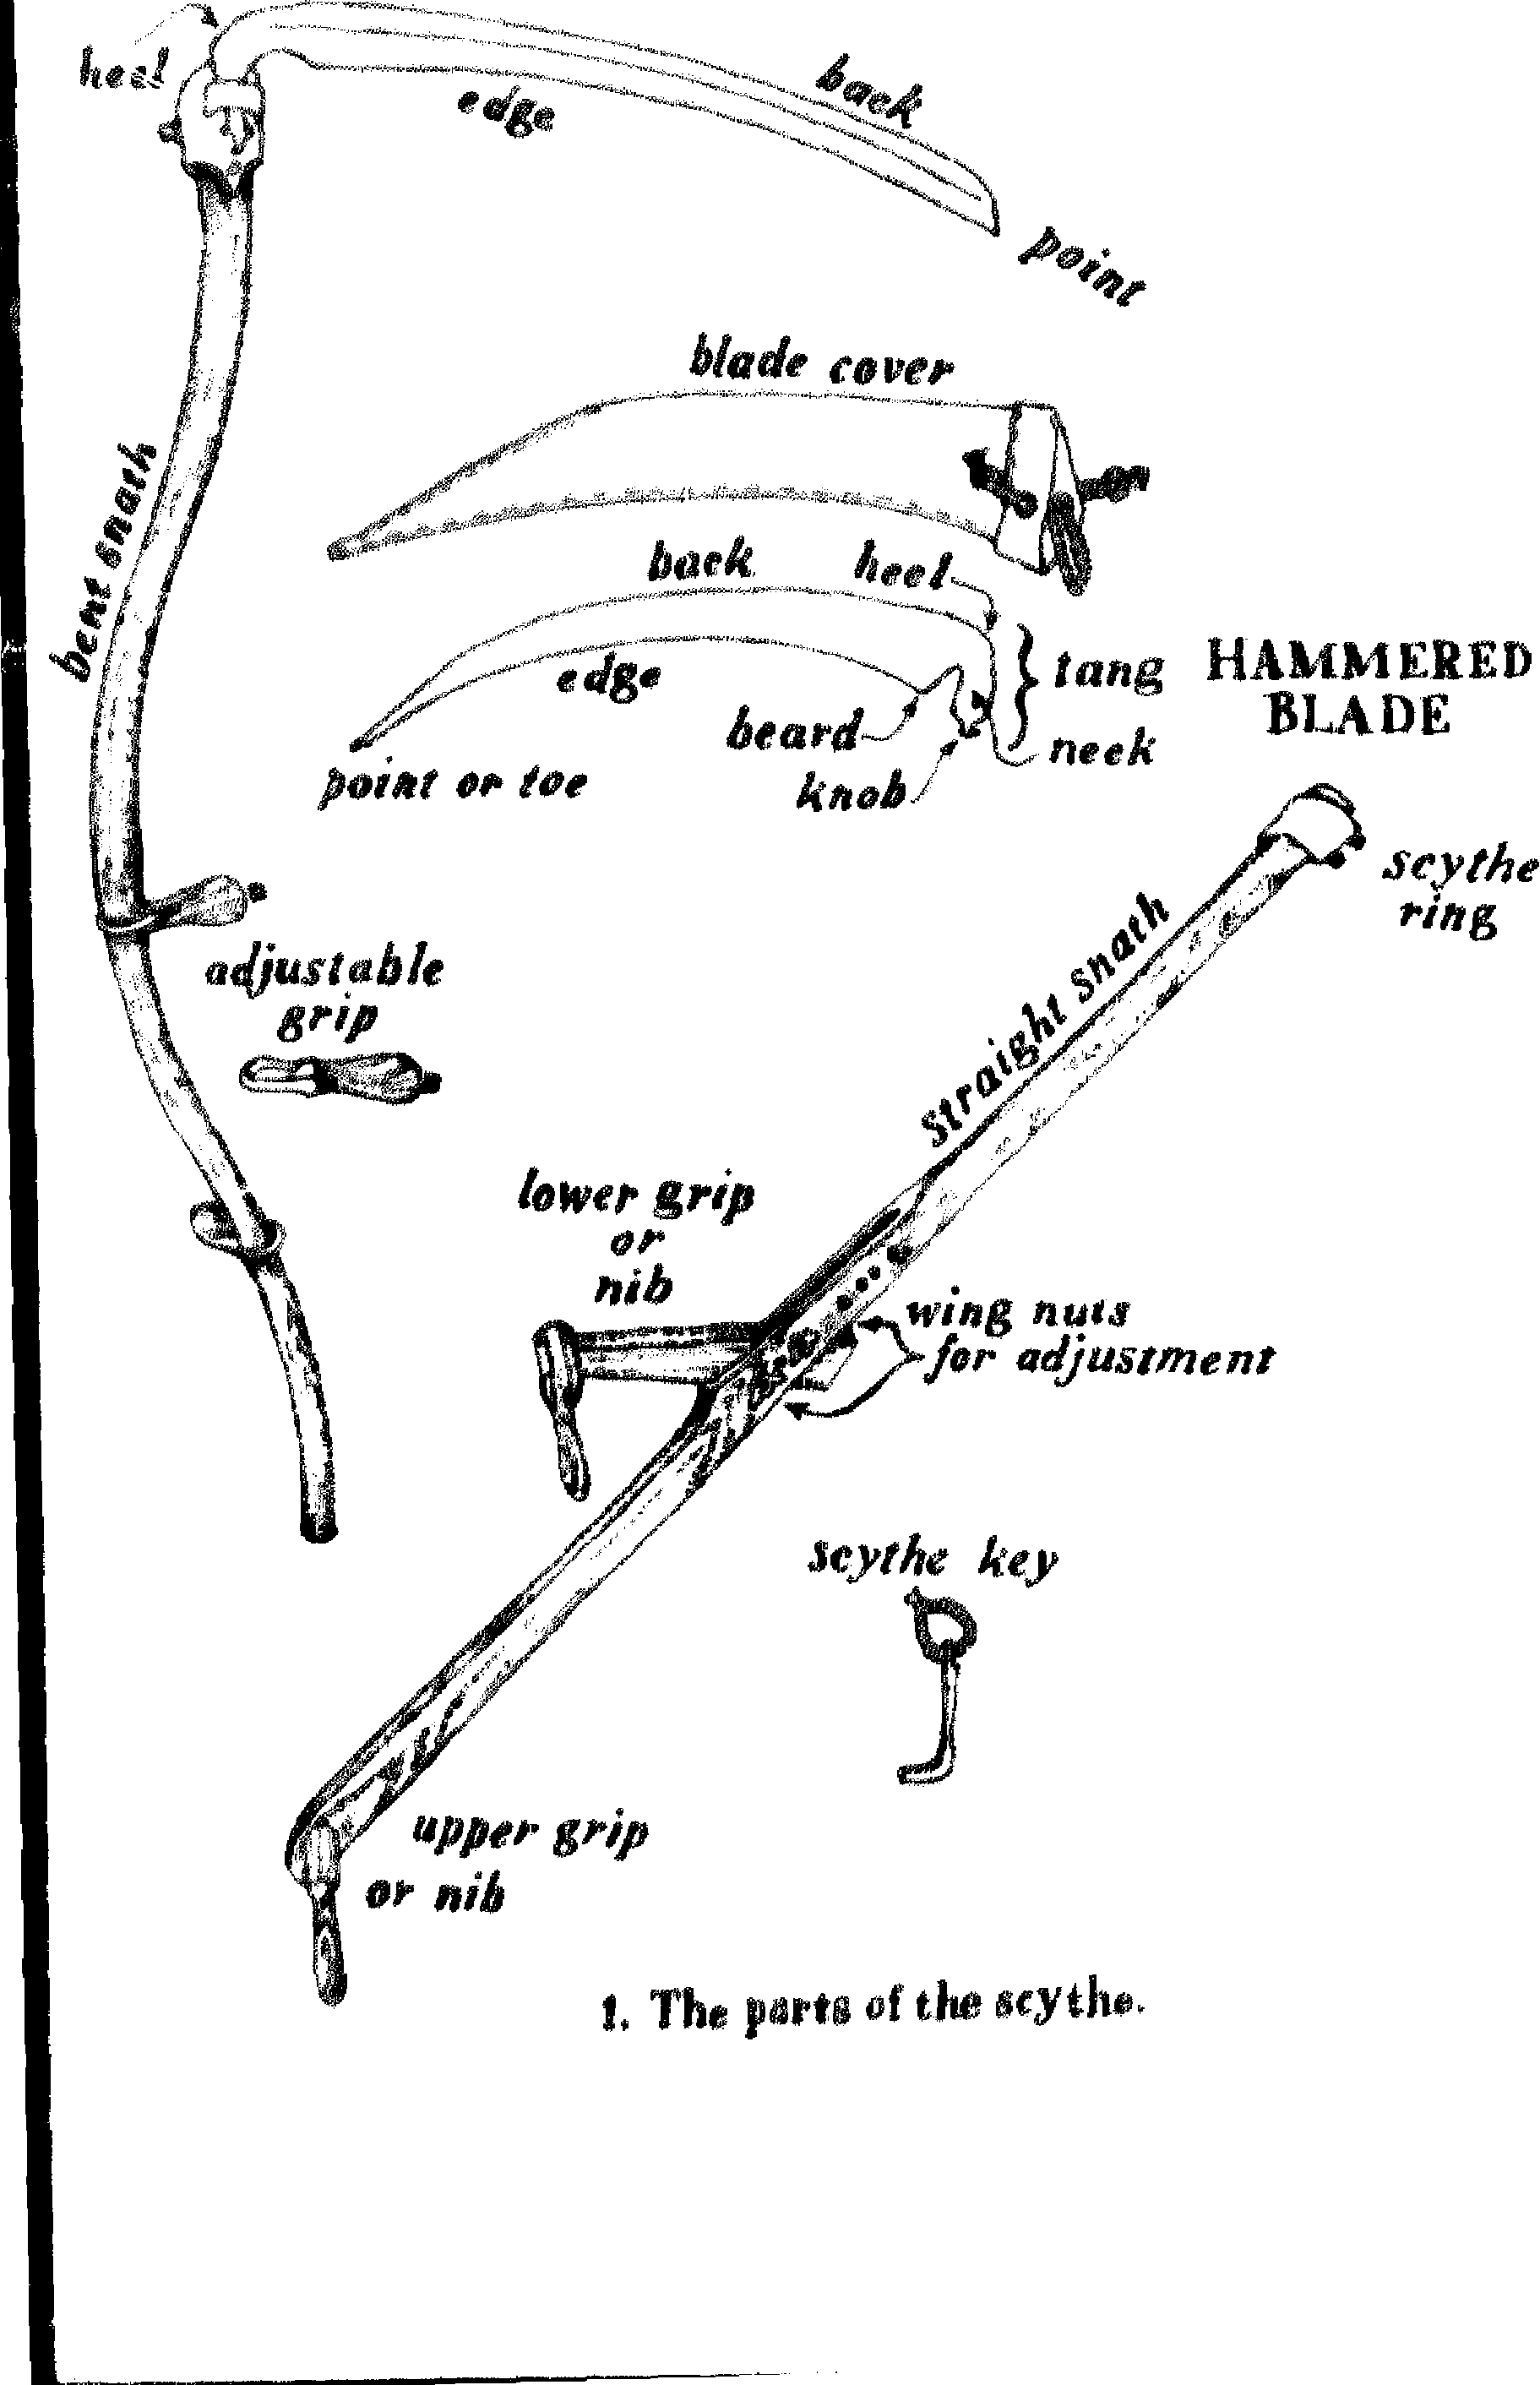 heel
edge
back
point
bent snath
blade cover
back
heel
edge
tang
beard
neck
knob
point or toe
HAMMERED
BLADE
scythe
ring
straight snath
adjustable
grip
lower grip
or
nib
wing nuts
for adjustment
scythe key
upper grip
or nib
1. The parts of the scythe.